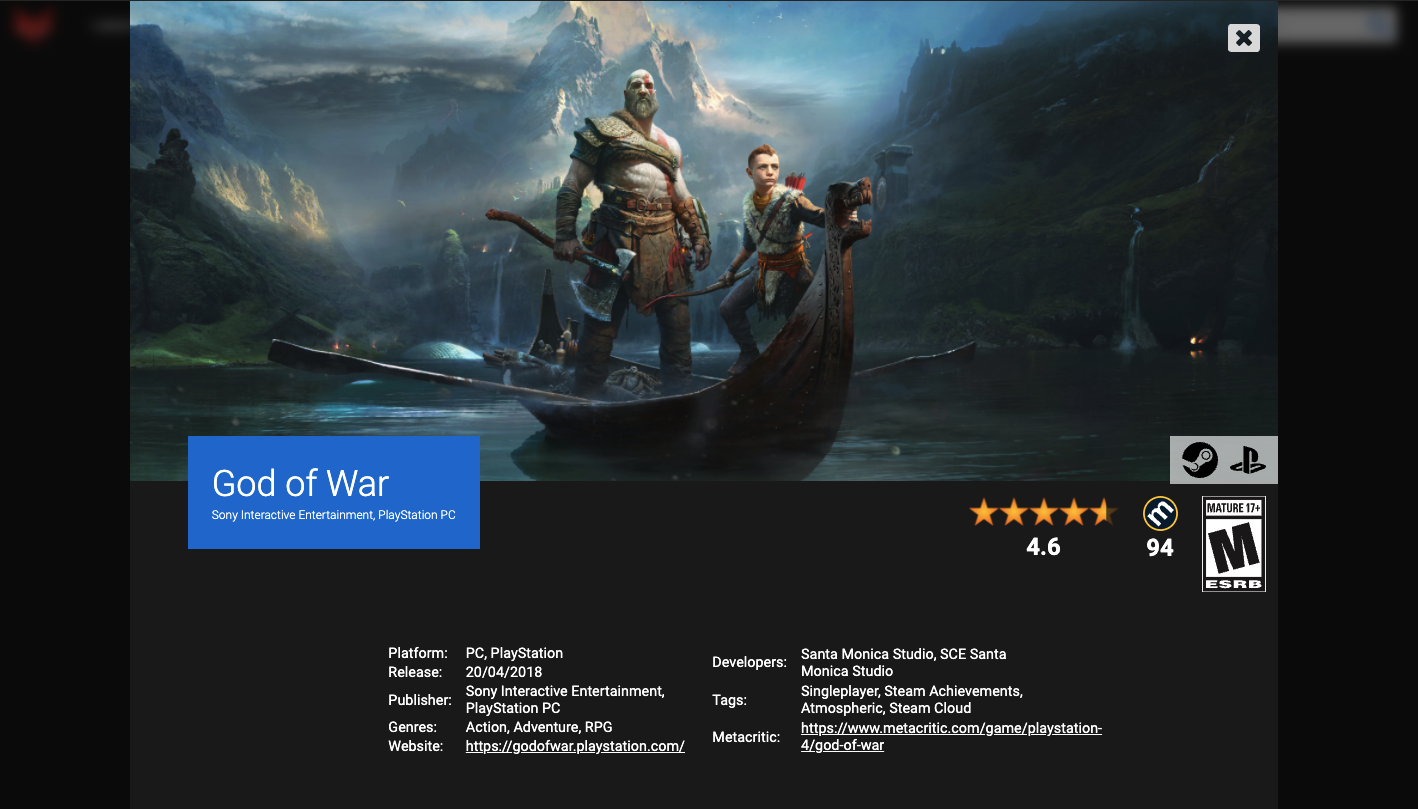 God of War
Sony Interactive Entertainment, PlayStation PC
4.6
94
MATURE 17+
M
ESRB
Platform: PC, PlayStation
Release: 20/04/2018
Publisher: Sony Interactive Entertainment,
PlayStation PC
Genres: Action, Adventure, RPG
Website: https://godofwar.playstation.com/
Developers: Santa Monica Studio, SCE Santa
Monica Studio
Tags: Singleplayer, Steam Achievements,
Atmospheric, Steam Cloud
Metacritic: https://www.metacritic.com/game/playstation-
4/god-of-war